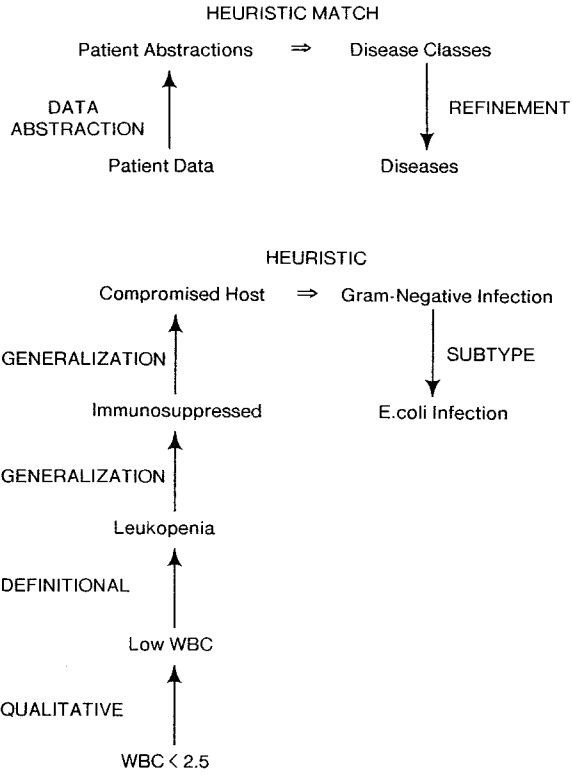 HEURISTIC MATCH
Patient Abstractions ⇒ Disease Classes
DATA
ABSTRACTION
REFINEMENT
Patient Data
Diseases
HEURISTIC
Compromised Host ⇒ Gram-Negative Infection
GENERALIZATION
SUBTYPE
Immunosuppressed
E.coli Infection
GENERALIZATION
Leukopenia
DEFINITIONAL
Low WBC
QUALITATIVE
WBC < 2.5